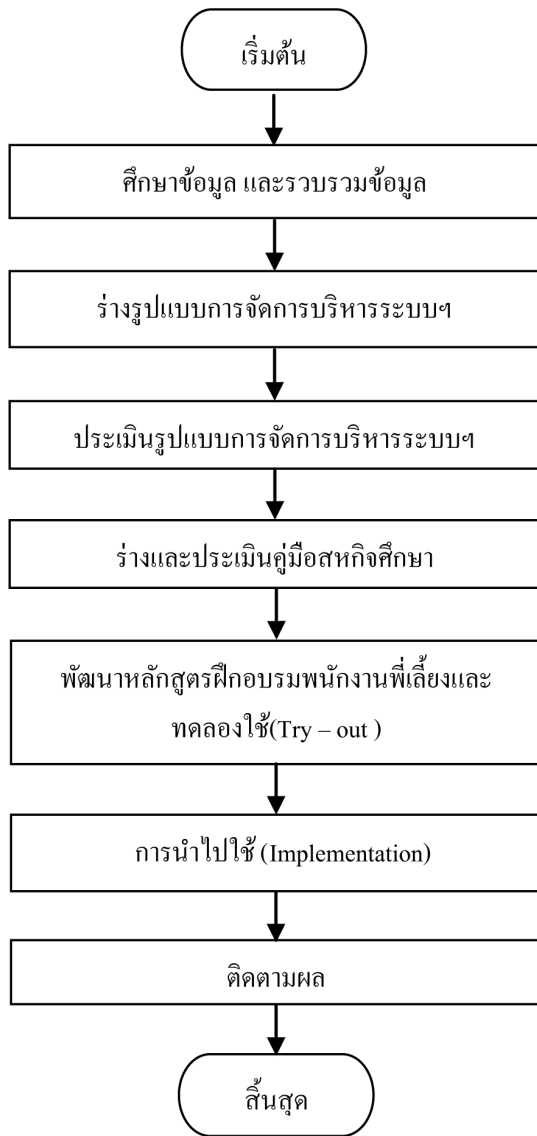 เริ่มต้น
ศึกษาข้อมูล และรวบรวมข้อมูล
ร่างรูปแบบการจัดการบริหารระบบฯ
ประเมินรูปแบบการจัดการบริหารระบบฯ
ร่างและประเมินคู่มือสหกิจศึกษา
พัฒนาหลักสูตรฝึกอบรมพนักงานพี่เลี้ยงและ
ทดลองใช้(Try – out )
การนำไปใช้ (Implementation)
ติดตามผล
สิ้นสุด